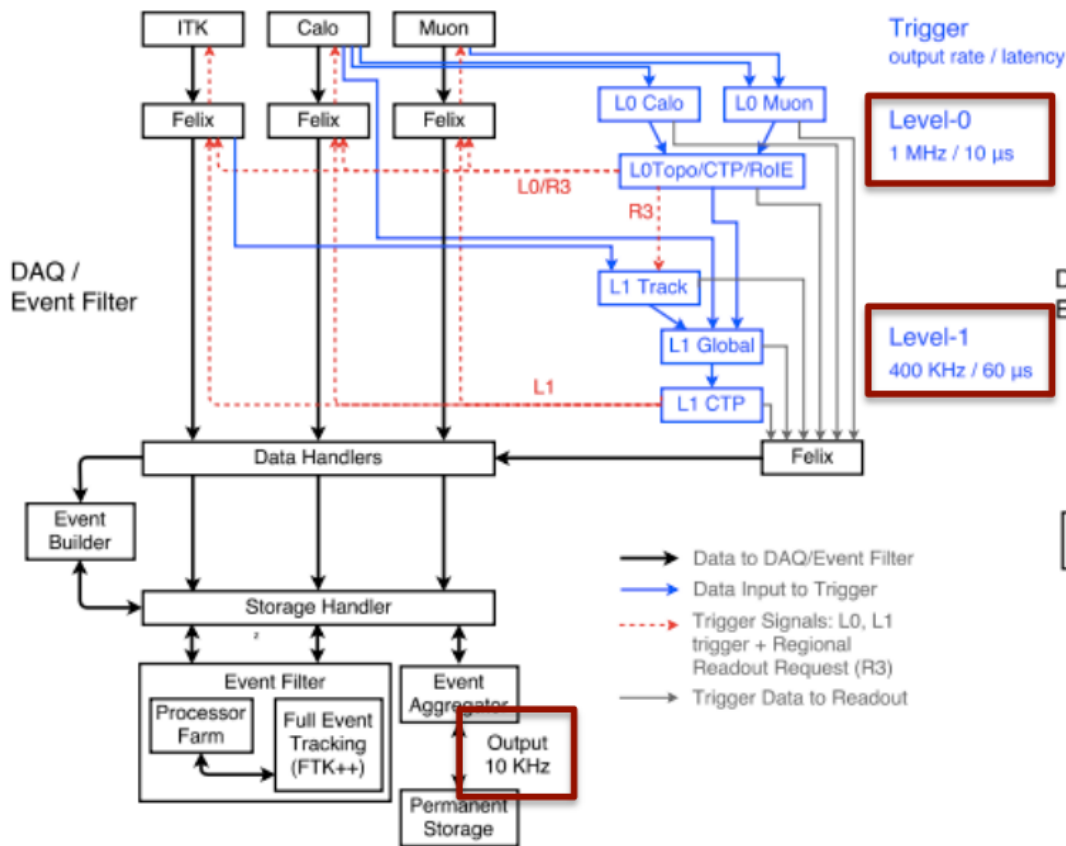 ITK
Calo
Muon
Trigger
output rate / latency
L0 Calo
L0 Muon
Felix
Felix
Felix
Level-0
1 MHz / 10 µs
L0Topo/CTP/RoIE
L0/R3
R3
DAQ /
Event Filter
L1 Track
D
E
Level-1
400 KHz / 60 µs
L1 Global
L1
L1 CTP
Data Handlers
Felix
Event
Builder
Data to DAQ/Event Filter
Data Input to Trigger
Trigger Signals: L0, L1
trigger + Regional
Readout Request (R3)
Trigger Data to Readout
Storage Handler
z
Event Filter
Processor
Farm
Full Event
Tracking
(FTK++)
Event
Aggregator
Output
10 KHz
Permanent
Storage